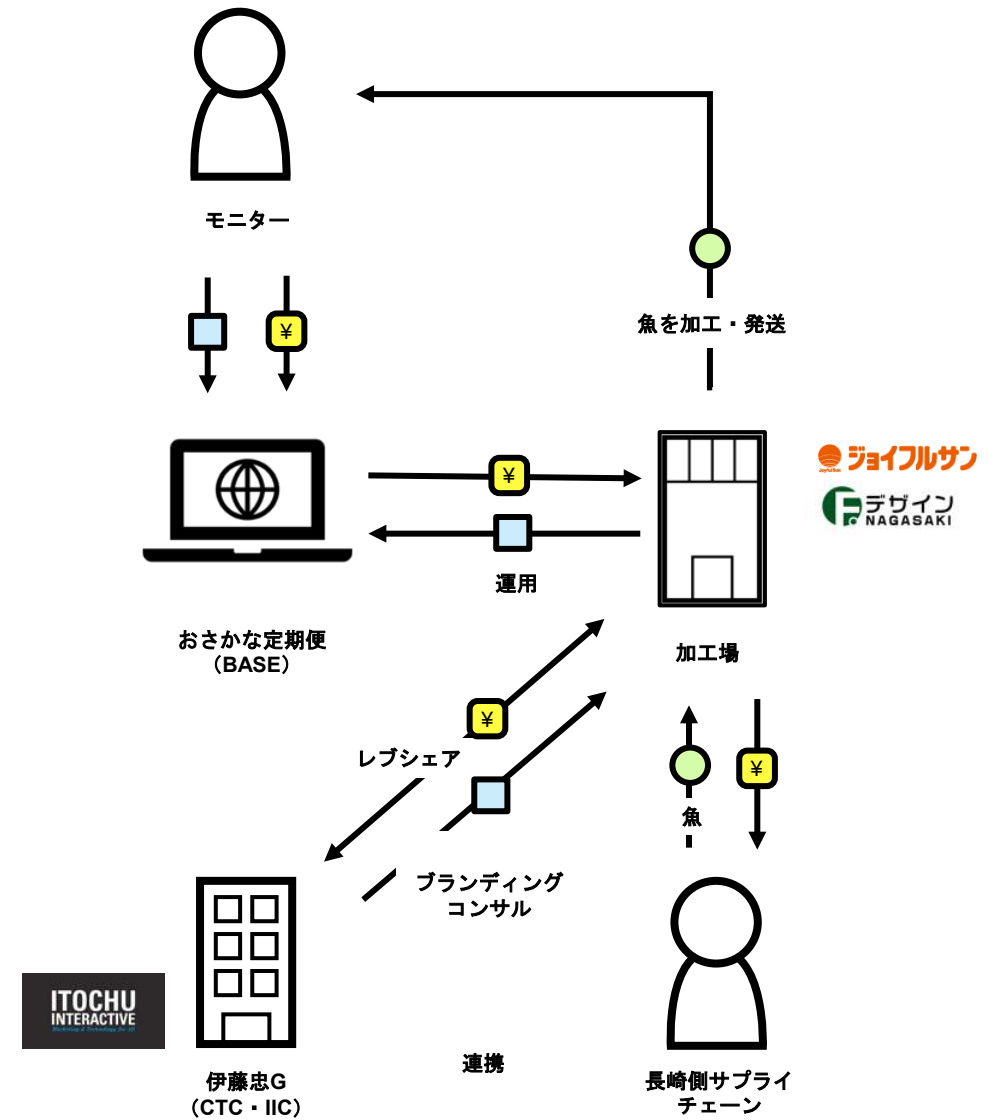 モニター
¥
魚を加工・発送
¥
運用
ジョイフルサン
デザイン
NAGASAKI
おさかな定期便
（BASE）
加工場
¥
レブシェア
¥
魚
ブランディング
コンサル
ITOCHU
INTERACTIVE
連携
伊藤忠G
（CTC・IIC）
長崎側サプライ
チェーン